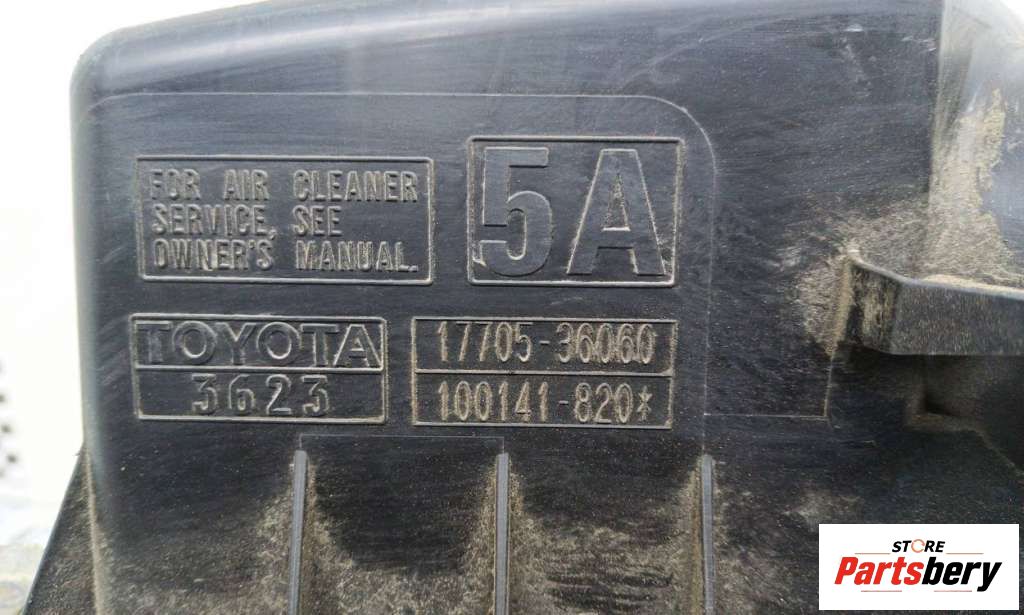 FOR AIR CLEANER
SERVICE, SEE
OWNER'S MANUAL.
5A
TOYOTA
3623
17705-36060
100141-820*
STORE
Partsbery